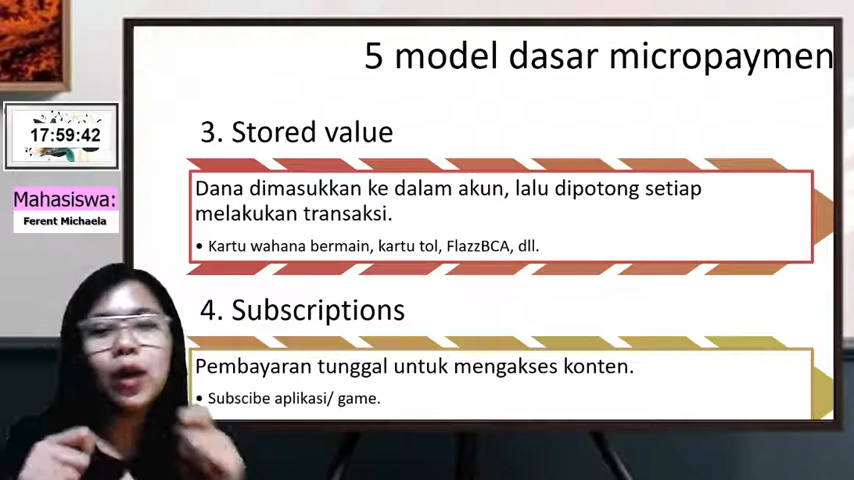 5 model dasar micropaymen
17:59:42
Mahasiswa:
Ferent Michaela
3. Stored value
Dana dimasukkan ke dalam akun, lalu dipotong setiap
melakukan transaksi.
• Kartu wahana bermain, kartu tol, FlazzBCA, dll.
4. Subscriptions
Pembayaran tunggal untuk mengakses konten.
• Subscibe aplikasi/ game.